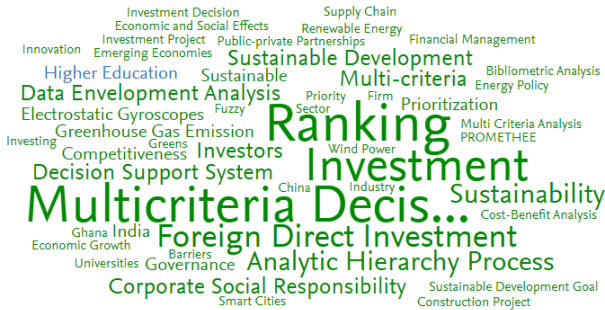 Investment Decision
Supply Chain
Economic and Social Effects
Renewable Energy
Investment Project
Public-private Partnerships
Financial Management
Innovation
Emerging Economies
Sustainable Development
Higher Education
Sustainable
Multi-criteria
Bibliometric Analysis
Energy Policy
Data Envelopment Analysis
Priority
Firm
Prioritization
Electrostatic Gyroscopes
Fuzzy
Sector
Ranking
Greenhouse Gas Emission
Multi Criteria Analysis
Investing
Greens
PROMETHEE
Competitiveness
Investors
Wind Power
Investment
Decision Support System
China
Industry
Sustainability
Multicriteria Decis...
Cost-Benefit Analysis
Ghana
India
Foreign Direct Investment
Economic Growth
Barriers
Universities
Governance
Analytic Hierarchy Process
Corporate Social Responsibility
Sustainable Development Goal
Smart Cities
Construction Project